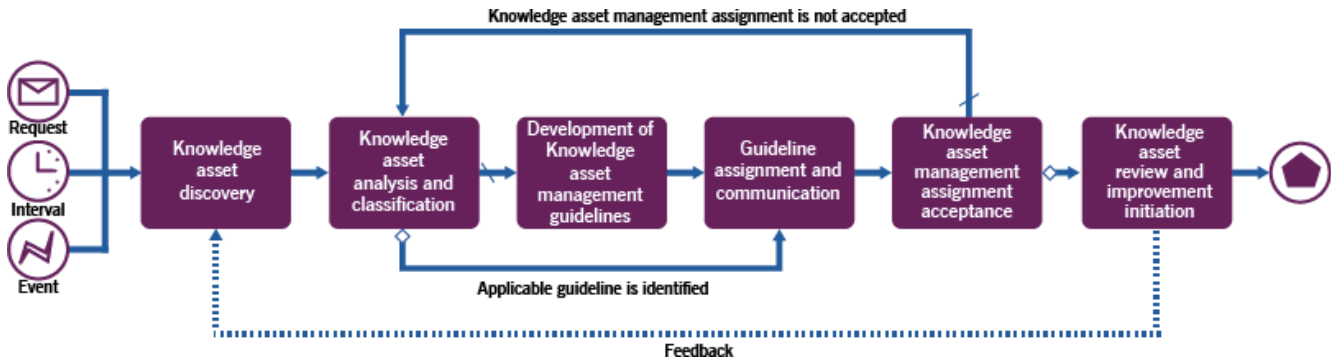 Knowledge asset management assignment is not accepted
Request
Interval
Event
Knowledge
asset
discovery
Knowledge
asset
analysis and
classification
Development of
Knowledge
asset
management
guidelines
Guideline
assignment and
communication
Knowledge
asset
management
assignment
acceptance
Knowledge
asset
review and
improvement
initiation
Applicable guideline is identified
Feedback